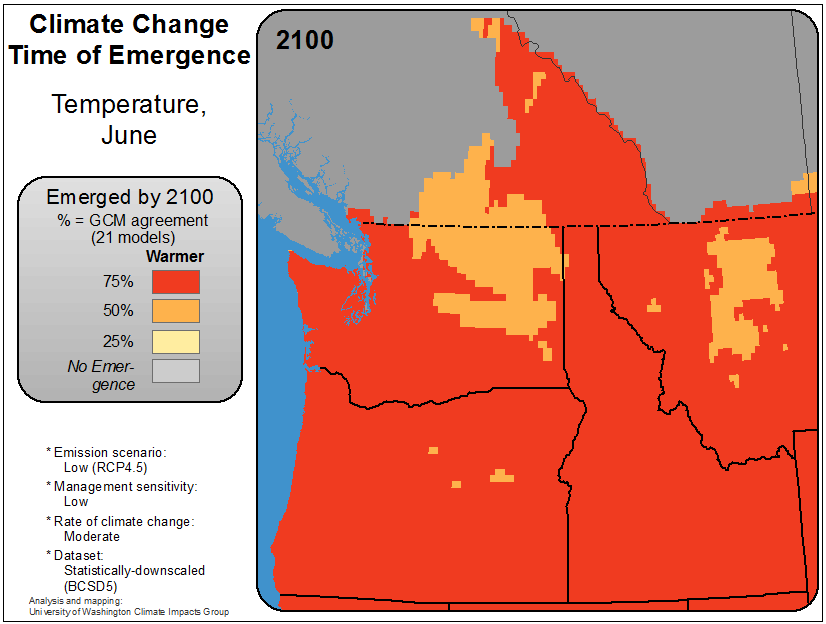 Climate Change
Time of Emergence
Temperature,
June
Emerged by 2100
% = GCM agreement
(21 models)
Warmer
75%
50%
25%
No Emer-
gence
* Emission scenario:
Low (RCP4.5)
* Management sensitivity:
Low
* Rate of climate change:
Moderate
* Dataset:
Statistically-downscaled
(BCSD5)
Analysis and mapping:
University of Washington Climate Impacts Group
2100